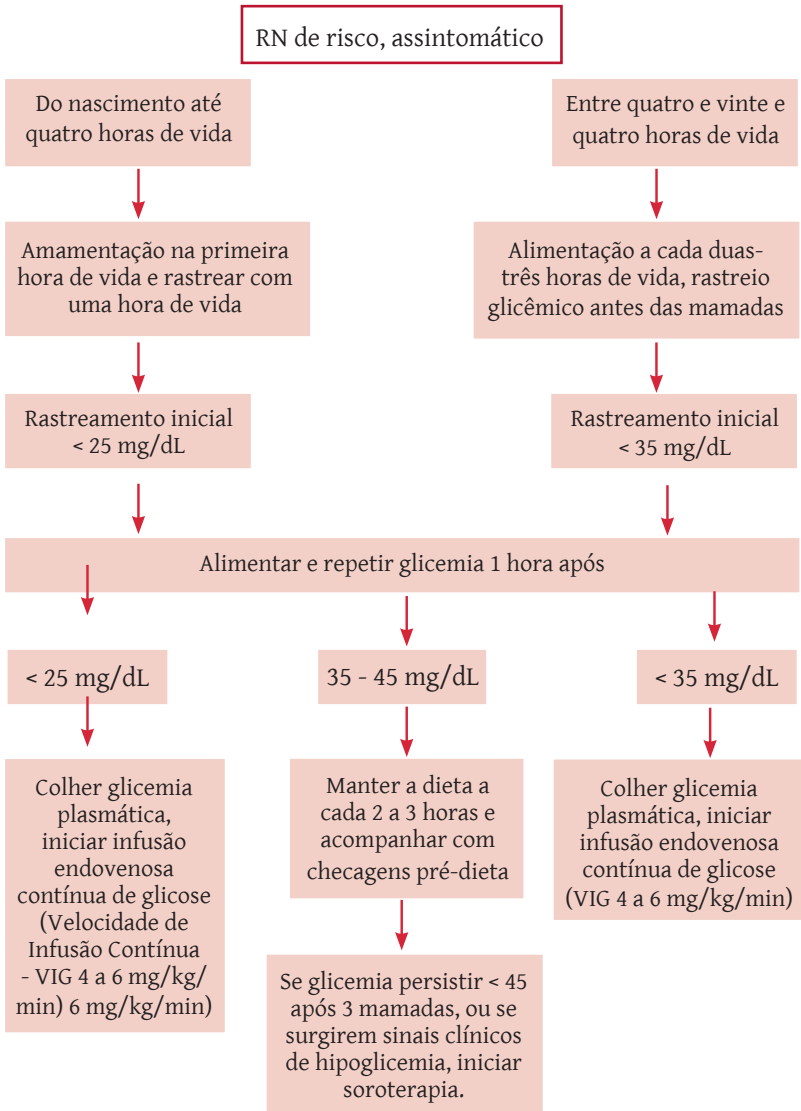 RN de risco, assintomático
Do nascimento até
quatro horas de vida
Entre quatro e vinte e
quatro horas de vida
Amamentação na primeira
hora de vida e rastrear com
uma hora de vida
Alimentação a cada duas-
três horas de vida, rastreio
glicêmico antes das mamadas
Rastreamento inicial
< 25 mg/dL
Rastreamento inicial
< 35 mg/dL
Alimentar e repetir glicemia 1 hora após
< 25 mg/dL
35 - 45 mg/dL
< 35 mg/dL
Colher glicemia
plasmática,
iniciar infusão
endovenosa
contínua de glicose
(Velocidade de
Infusão Contínua
- VIG 4 a 6 mg/kg/
min) 6 mg/kg/min)
Manter a dieta a
cada 2 a 3 horas e
acompanhar com
checagens pré-dieta
Colher glicemia
plasmática, iniciar
infusão endovenosa
contínua de glicose
(VIG 4 a 6 mg/kg/min)
Se glicemia persistir < 45
após 3 mamadas, ou se
surgirem sinais clínicos
de hipoglicemia, iniciar
soroterapia.